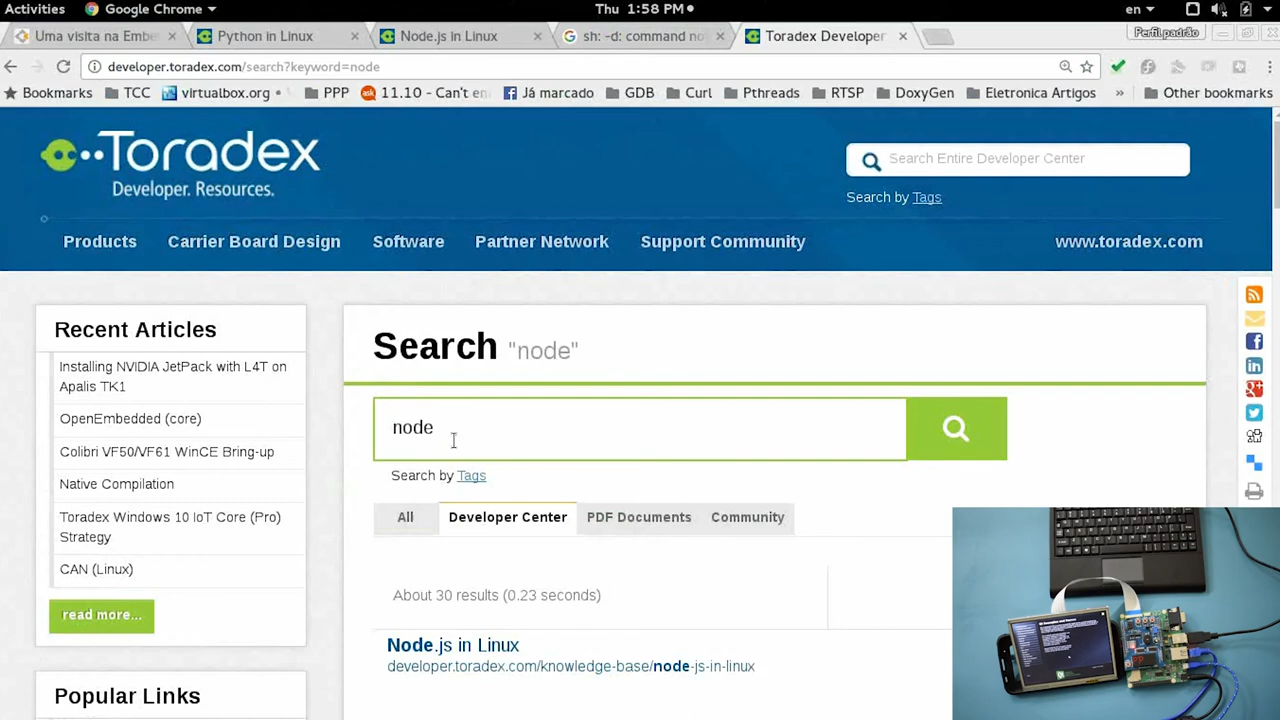 Activities Google Chrome Thu 1:58 PM en
Uma visita na Embe Python in Linux Node.js in Linux sh: -d: command no Toradex Developer Perfil padrão
developer.toradex.com/search?keyword=node
Bookmarks TCC virtualbox.org PPP 11.10 - Can't en Já marcado GDB Curl Pthreads RTSP DoxyGen Eletronica Artigos » Other bookmarks
Toradex
Developer. Resources.
Search Entire Developer Center
Search by Tags
Products Carrier Board Design Software Partner Network Support Community www.toradex.com
Recent Articles
Installing NVIDIA JetPack with L4T on
Apalis TK1
OpenEmbedded (core)
Colibri VF50/VF61 WinCE Bring-up
Native Compilation
Toradex Windows 10 IoT Core (Pro)
Strategy
CAN (Linux)
read more...
Popular Links
Search "node"
node
Search by Tags
All Developer Center PDF Documents Community
About 30 results (0.23 seconds)
Node.js in Linux
developer.toradex.com/knowledge-base/node-js-in-linux